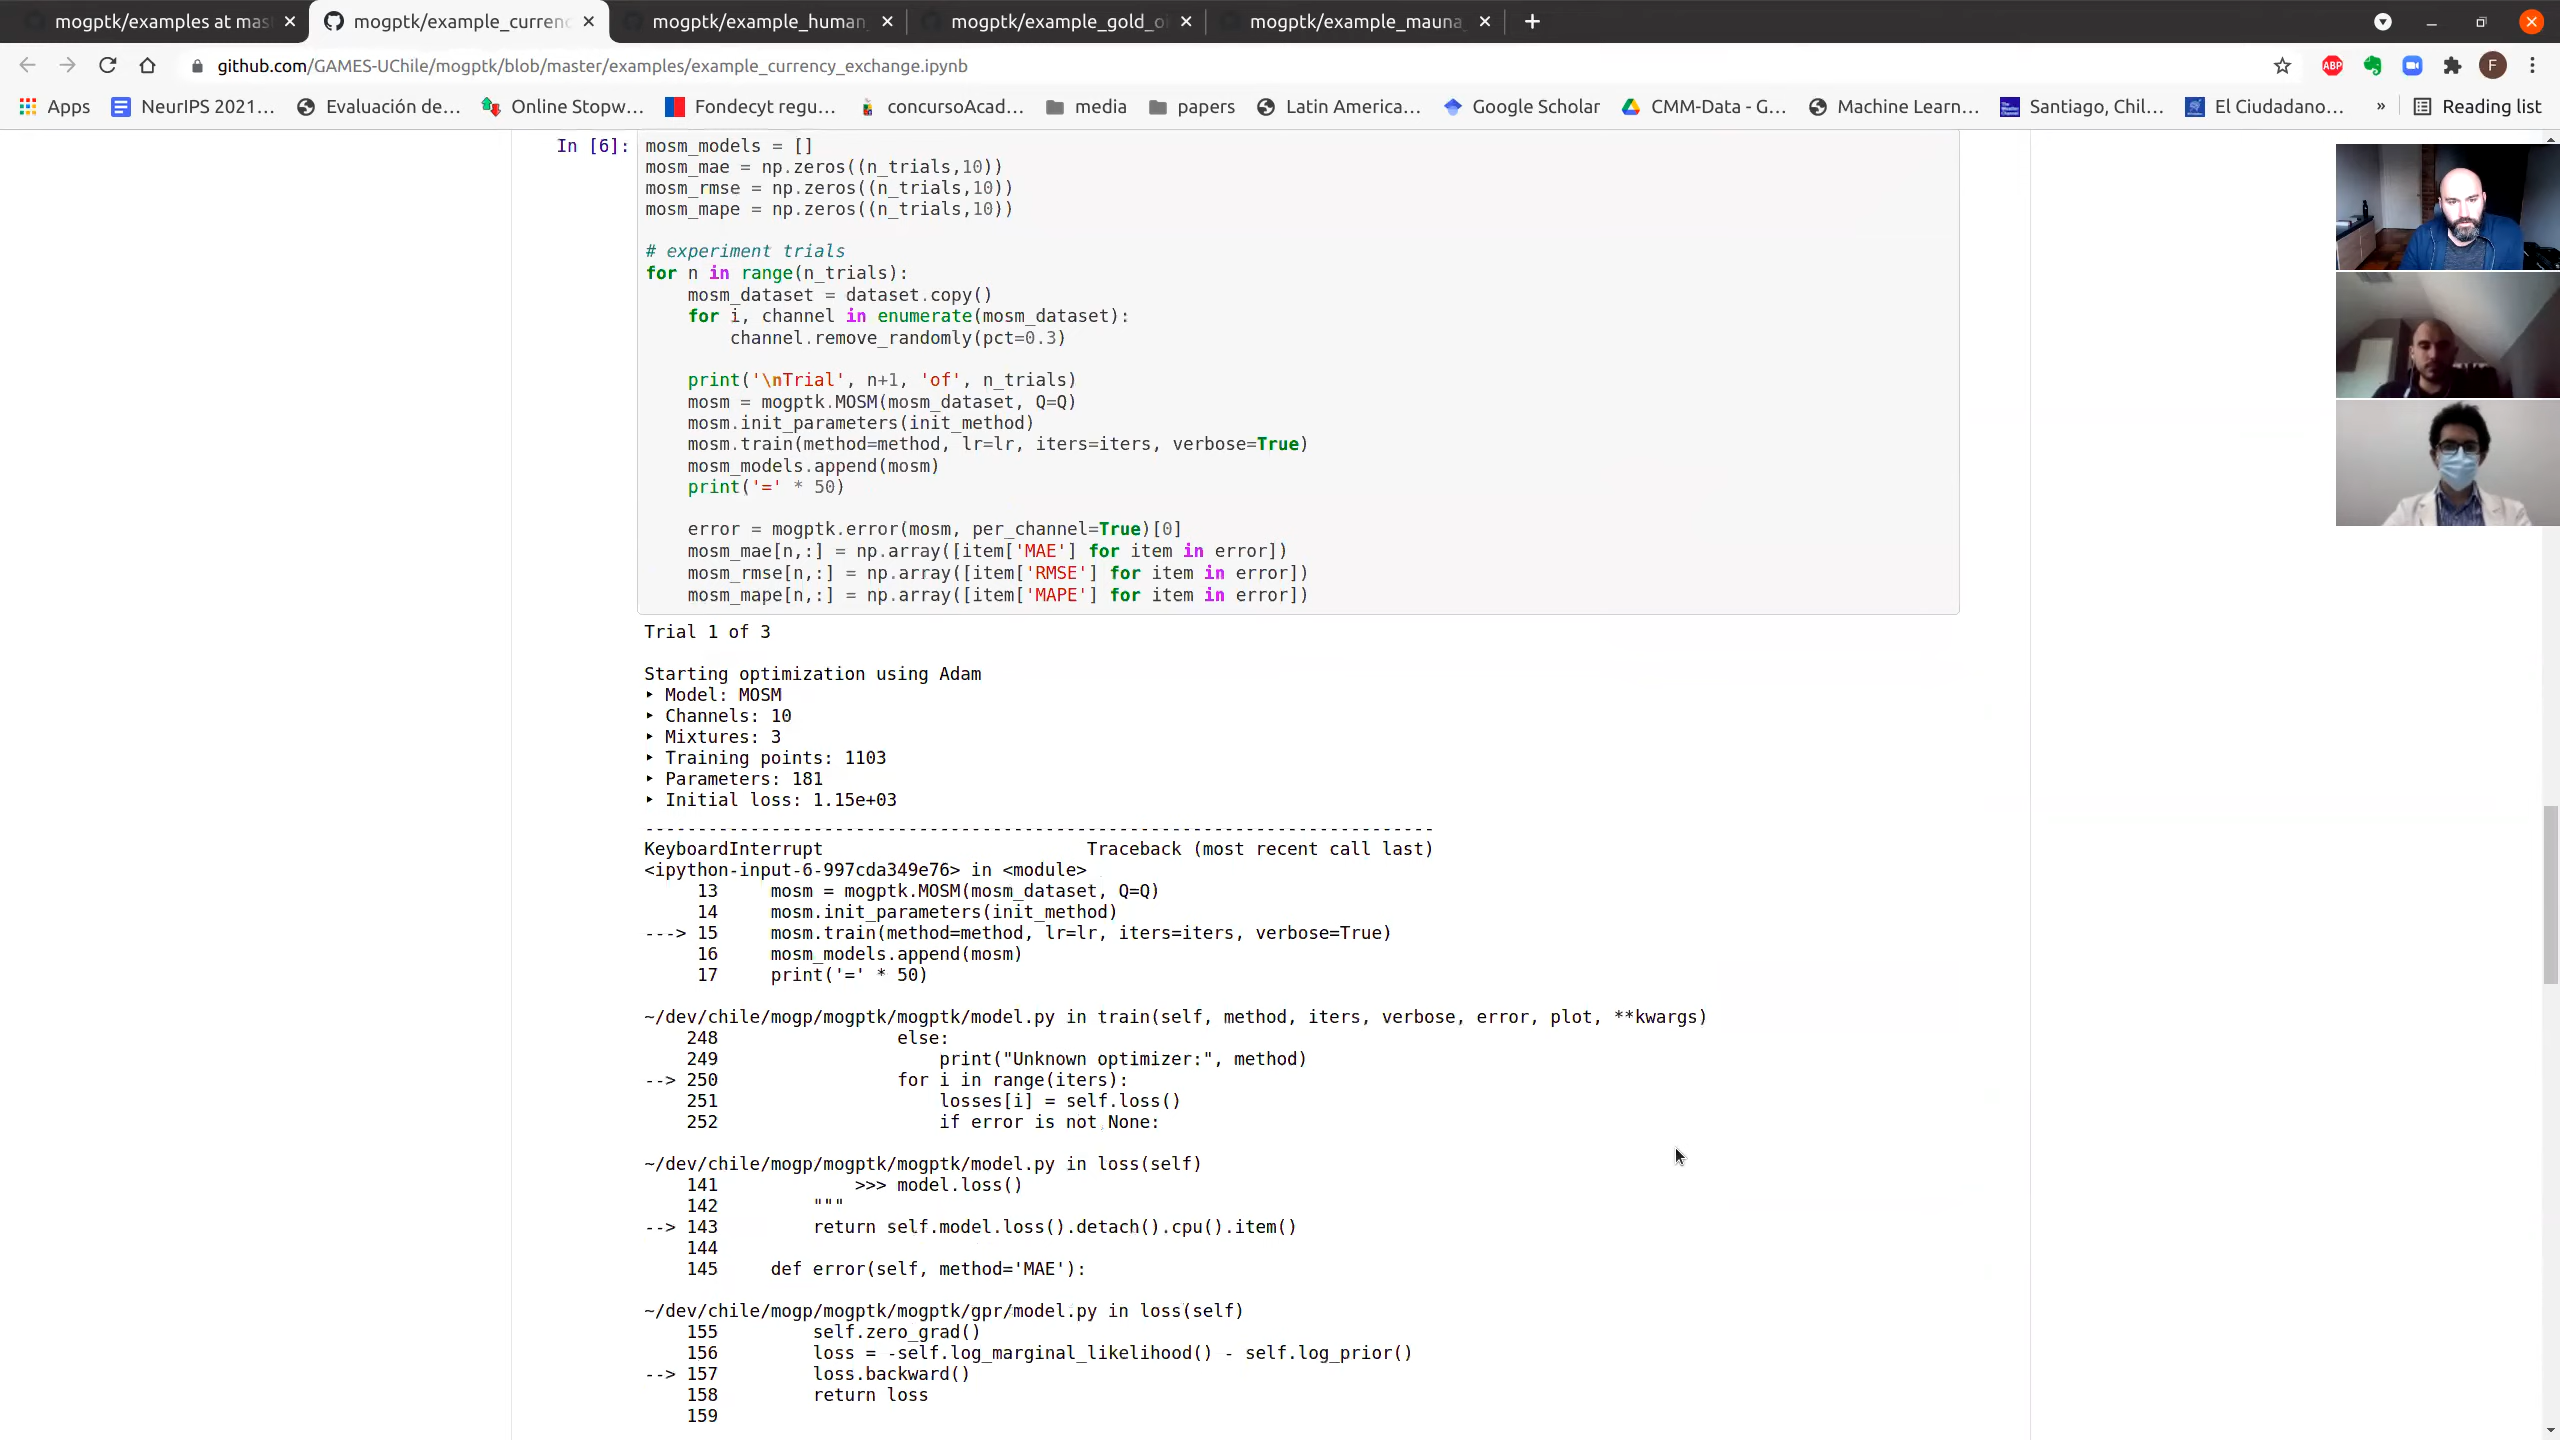 mogptk/examples at mas
mogptk/example_currenc
mogptk/example_human_
mogptk/example_gold_o
mogptk/example_mauna_
github.com/GAMES-UChile/mogptk/blob/master/examples/example_currency_exchange.ipynb
ABP
F
Apps
NeurIPS 2021...
Evaluación de...
Online Stopw...
Fondecyt regu...
concursoAcad...
media
papers
Latin America...
Google Scholar
CMM-Data - G...
Machine Learn...
Santiago, Chil...
El Ciudadano...
»
Reading list
In [6]:
mosm_models = []
mosm_mae = np.zeros((n_trials,10))
mosm_rmse = np.zeros((n_trials,10))
mosm_mape = np.zeros((n_trials,10))
# experiment trials
for n in range(n_trials):
    mosm_dataset = dataset.copy()
    for i, channel in enumerate(mosm_dataset):
        channel.remove_randomly(pct=0.3)
    print('\nTrial', n+1, 'of', n_trials)
    mosm = mogptk.MOSM(mosm_dataset, Q=Q)
    mosm.init_parameters(init_method)
    mosm.train(method=method, lr=lr, iters=iters, verbose=True)
    mosm_models.append(mosm)
    print('=' * 50)
    error = mogptk.error(mosm, per_channel=True)[0]
    mosm_mae[n,:] = np.array([item['MAE'] for item in error])
    mosm_rmse[n,:] = np.array([item['RMSE'] for item in error])
    mosm_mape[n,:] = np.array([item['MAPE'] for item in error])
Trial 1 of 3
Starting optimization using Adam
‣ Model: MOSM
‣ Channels: 10
‣ Mixtures: 3
‣ Training points: 1103
‣ Parameters: 181
‣ Initial loss: 1.15e+03
---------------------------------------------------------------------------
KeyboardInterrupt                         Traceback (most recent call last)
<ipython-input-6-997cda349e76> in <module>
     13     mosm = mogptk.MOSM(mosm_dataset, Q=Q)
     14     mosm.init_parameters(init_method)
---> 15     mosm.train(method=method, lr=lr, iters=iters, verbose=True)
     16     mosm_models.append(mosm)
     17     print('=' * 50)
~/dev/chile/mogp/mogptk/mogptk/model.py in train(self, method, iters, verbose, error, plot, **kwargs)
    248                 else:
    249                     print("Unknown optimizer:", method)
--> 250                 for i in range(iters):
    251                     losses[i] = self.loss()
    252                     if error is not None:
~/dev/chile/mogp/mogptk/mogptk/model.py in loss(self)
    141             >>> model.loss()
    142         """
--> 143         return self.model.loss().detach().cpu().item()
    144
    145     def error(self, method='MAE'):
~/dev/chile/mogp/mogptk/mogptk/gpr/model.py in loss(self)
    155         self.zero_grad()
    156         loss = -self.log_marginal_likelihood() - self.log_prior()
--> 157         loss.backward()
    158         return loss
    159